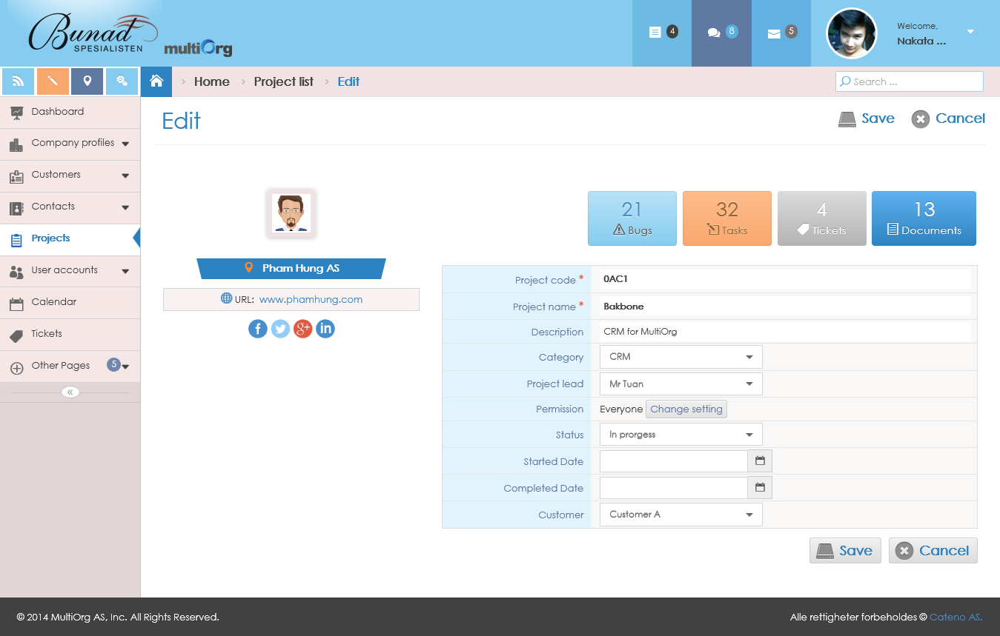 Bunad
SPESIALISTEN
multiOrg
4
8
5
Welcome,
Nakata ...
Home
Project list
Edit
Search ...
Dashboard
Company profiles
Customers
Contacts
Projects
User accounts
Calendar
Tickets
Other Pages 5
«
Edit
Save
Cancel
Pham Hung AS
URL: www.phamhung.com
f g+ in
21
Bugs
32
Tasks
4
Tickets
13
Documents
Project code * 0AC1
Project name * Bakbone
Description CRM for MultiOrg
Category CRM
Project lead Mr Tuan
Permission Everyone Change setting
Status In prorgess
Started Date
Completed Date
Customer Customer A
Save
Cancel
© 2014 MultiOrg AS, Inc. All Rights Reserved.
Alle rettigheter forbeholdes © Cateno AS.